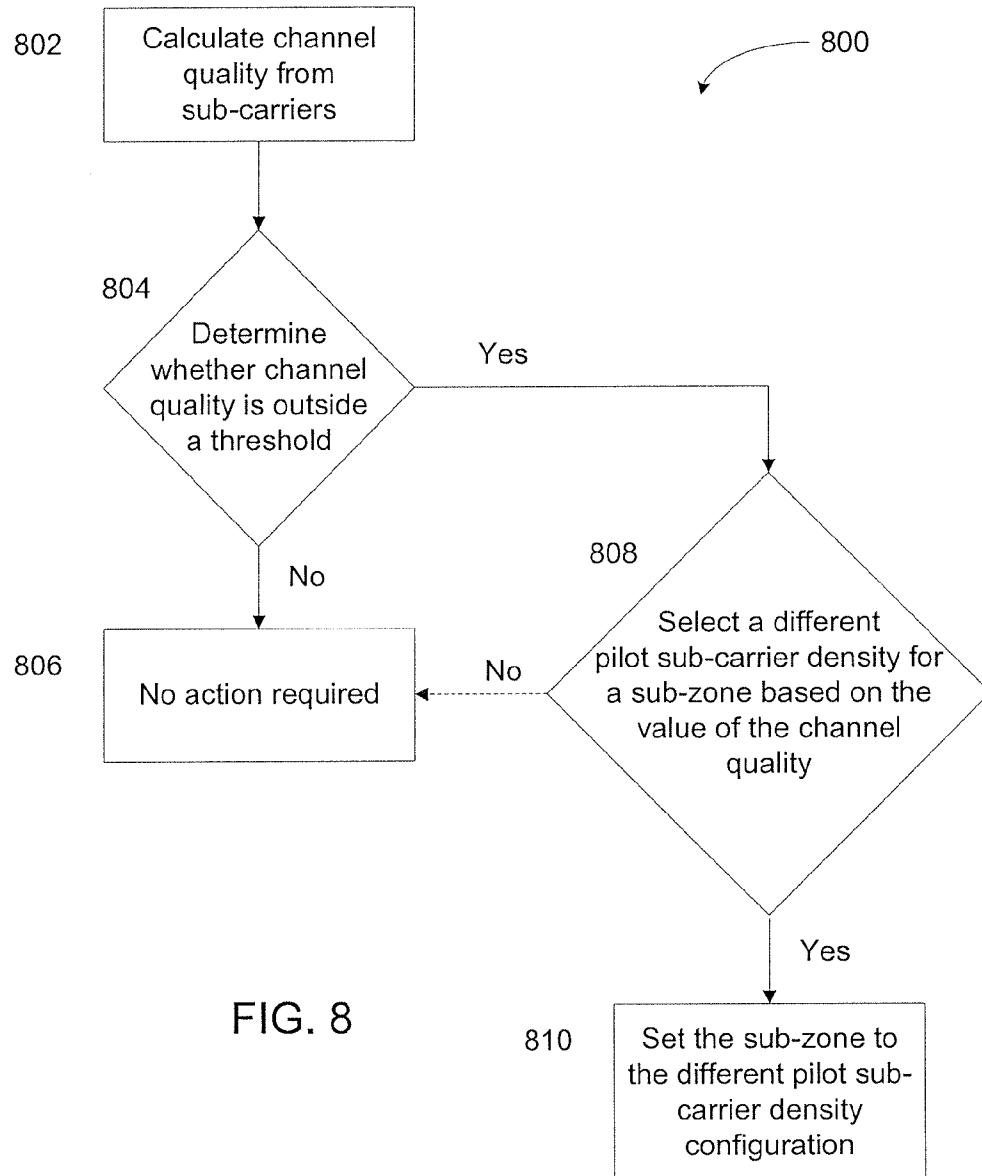 802
Calculate channel
quality from
sub-carriers
800
804
Determine
whether channel
quality is outside
a threshold
Yes
No
806
No action required
No
808
Select a different
pilot sub-carrier density for
a sub-zone based on the
value of the channel
quality
Yes
FIG. 8
810
Set the sub-zone to
the different pilot sub-
carrier density
configuration